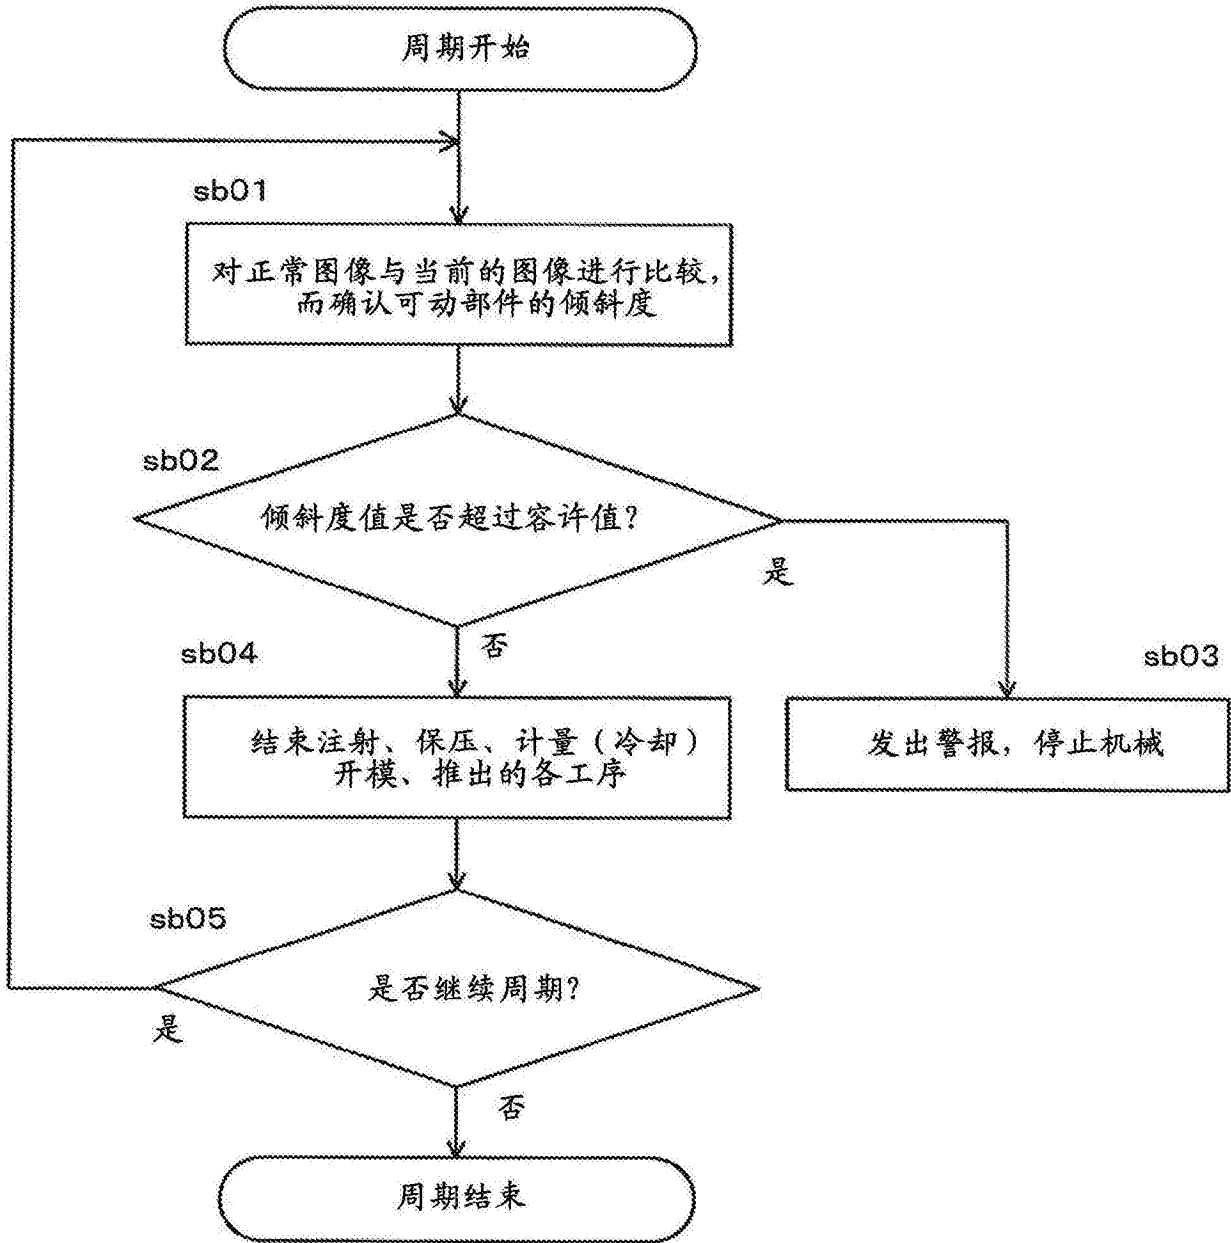 周期开始
sb01
对正常图像与当前的图像进行比较，
而确认可动部件的倾斜度
sb02
倾斜度值是否超过容许值？
是
否
sb04
sb03
结束注射、保压、计量（冷却）
开模、推出的各工序
发出警报，停止机械
sb05
是否继续周期？
是
否
周期结束